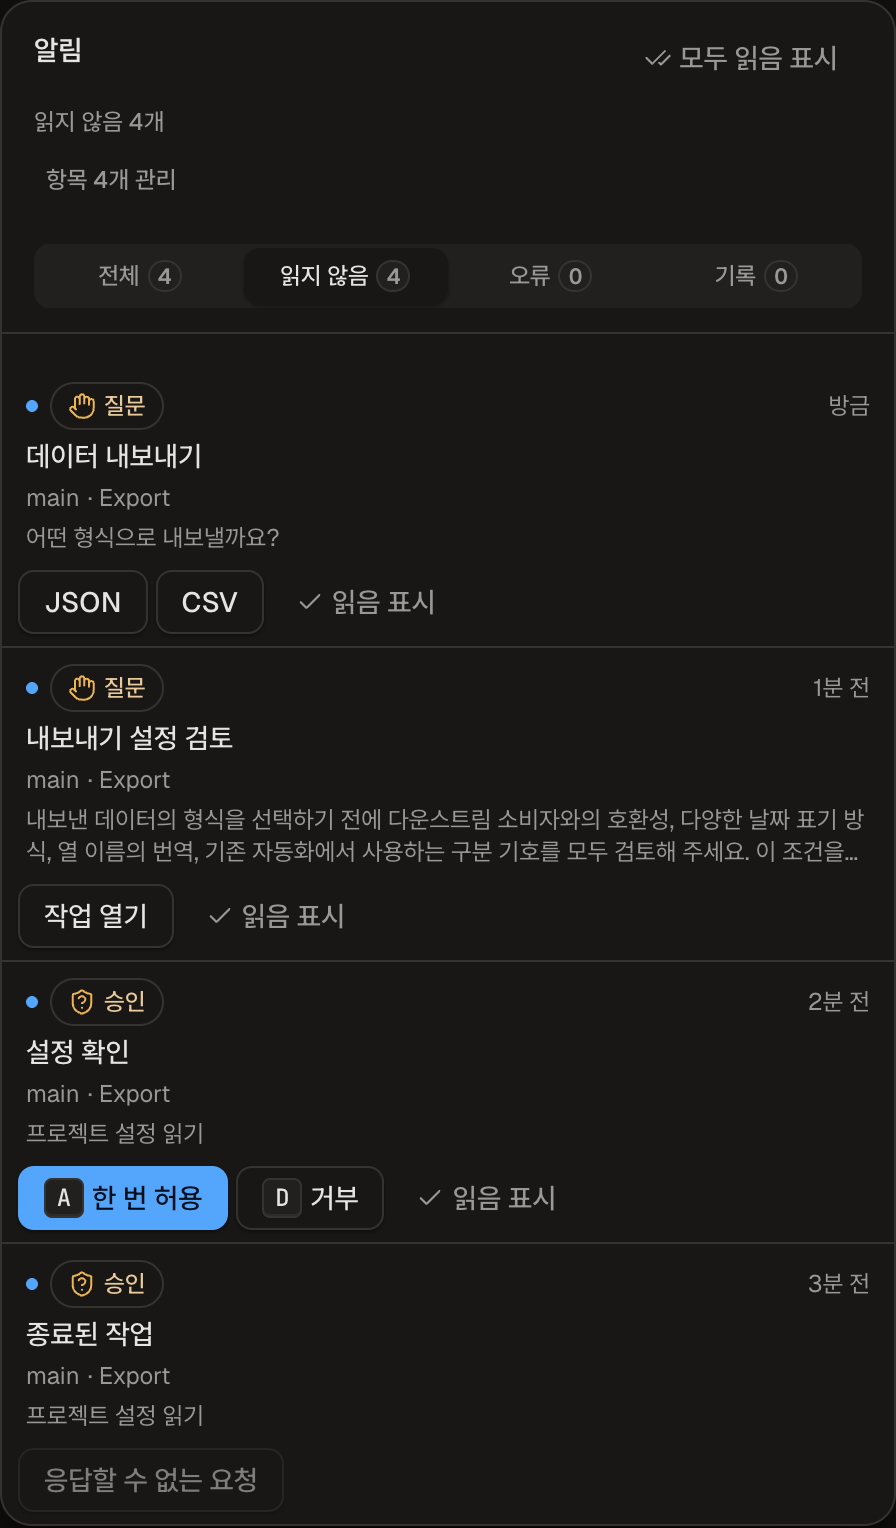 알림
모두 읽음 표시
읽지 않음 4개
항목 4개 관리
전체 4 읽지 않음 4 오류 0 기록 0
질문 방금
데이터 내보내기
main · Export
어떤 형식으로 내보낼까요?
JSON CSV 읽음 표시
질문 1분 전
내보내기 설정 검토
main · Export
내보낸 데이터의 형식을 선택하기 전에 다운스트림 소비자와의 호환성, 다양한 날짜 표기 방
식, 열 이름의 번역, 기존 자동화에서 사용하는 구분 기호를 모두 검토해 주세요. 이 조건을…
작업 열기 읽음 표시
승인 2분 전
설정 확인
main · Export
프로젝트 설정 읽기
A 한 번 허용 D 거부 읽음 표시
승인 3분 전
종료된 작업
main · Export
프로젝트 설정 읽기
응답할 수 없는 요청